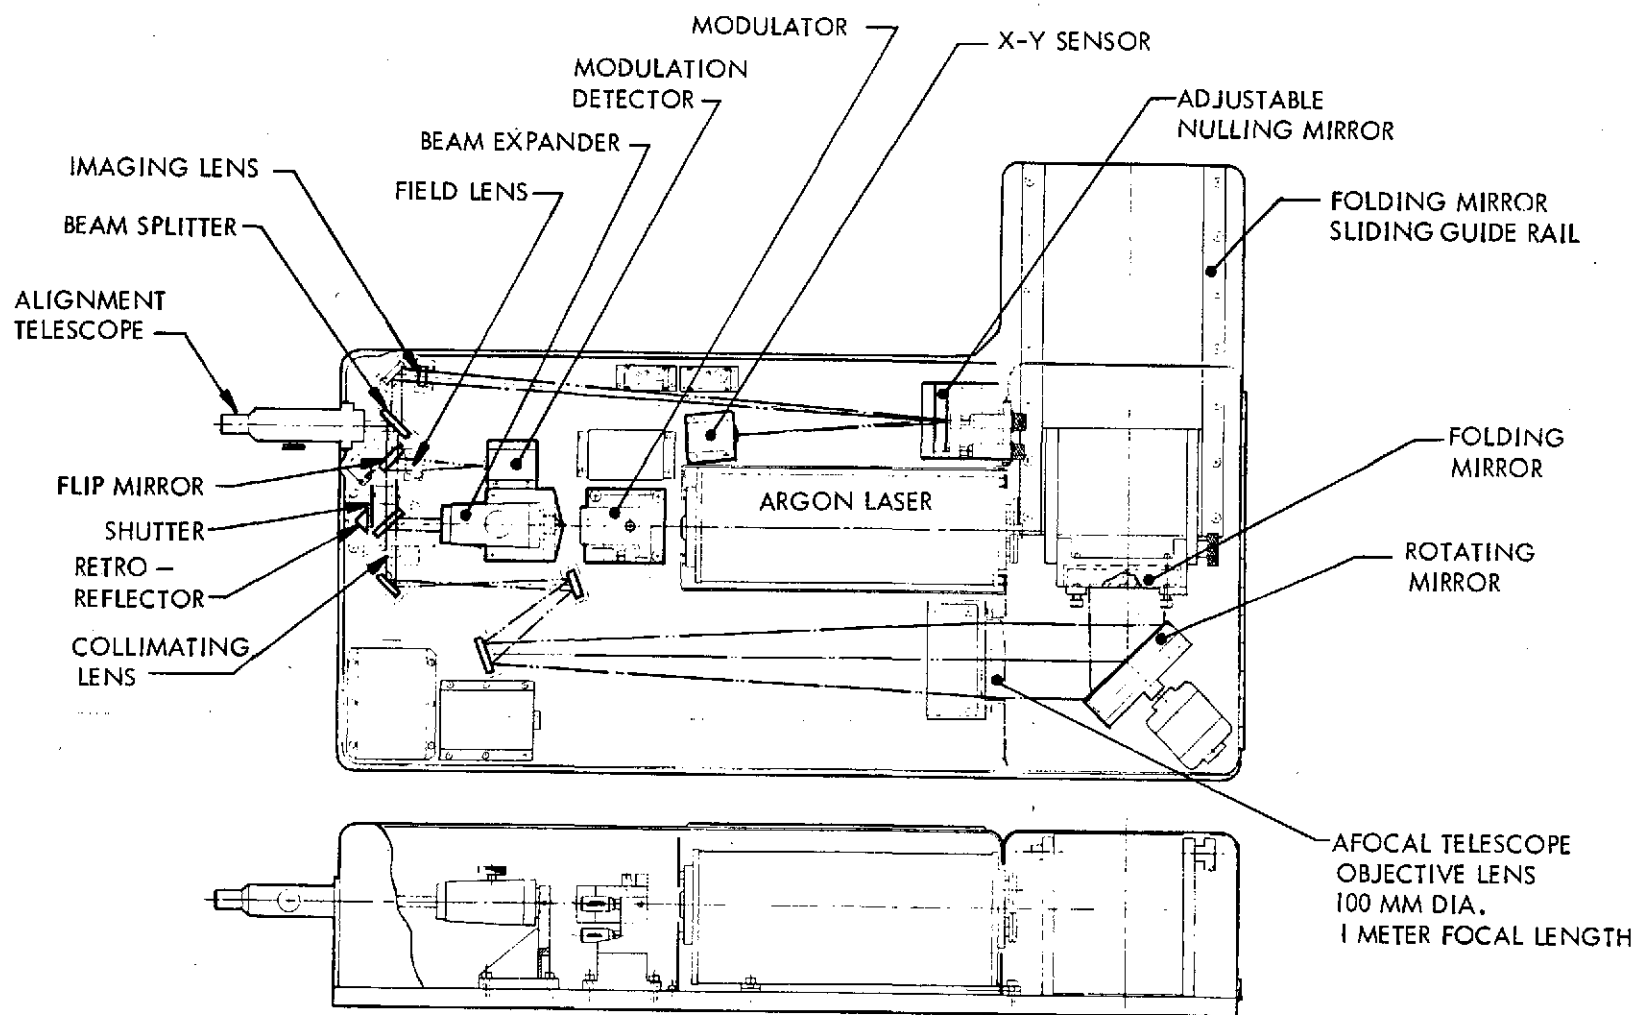 MODULATOR
X-Y SENSOR
MODULATION
DETECTOR
ADJUSTABLE
NULLING MIRROR
BEAM EXPANDER
IMAGING LENS
FIELD LENS
FOLDING MIRROR
SLIDING GUIDE RAIL
BEAM SPLITTER
ALIGNMENT
TELESCOPE
FOLDING
MIRROR
FLIP MIRROR
ARGON LASER
SHUTTER
RETRO-
REFLECTOR
ROTATING
MIRROR
COLLIMATING
LENS
AFOCAL TELESCOPE
OBJECTIVE LENS
100 MM DIA.
1 METER FOCAL LENGTH